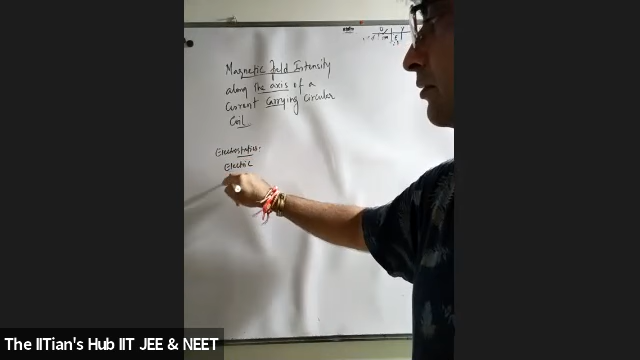 Magnetic field Intensity
along the axis of a
Current Carrying Circular
Coil
Electrostatics:
Electric
The IITian's Hub IIT JEE & NEET